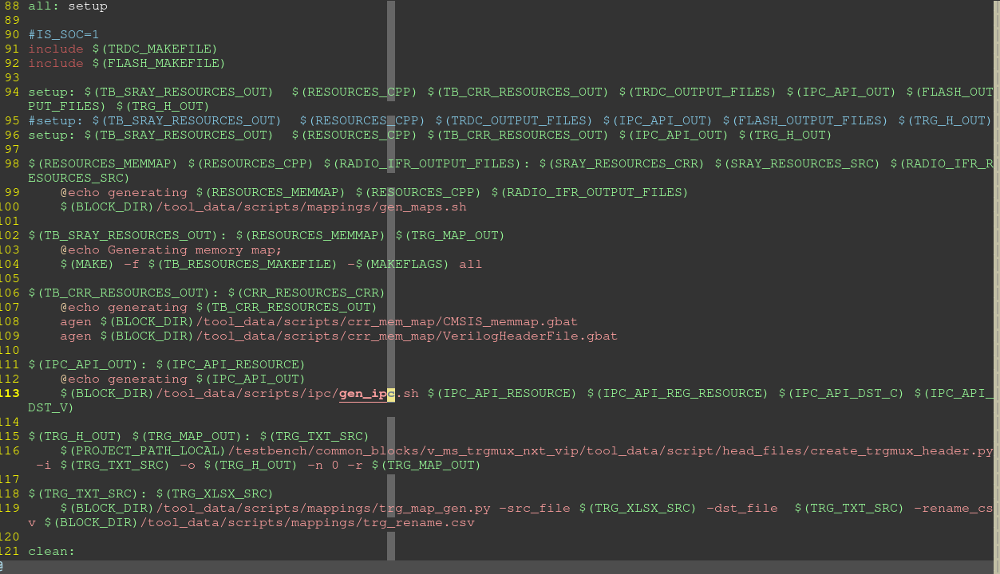 88 all: setup
89
90 #IS_SOC=1
91 include $(TRDC_MAKEFILE)
92 include $(FLASH_MAKEFILE)
93
94 setup: $(TB_SRAY_RESOURCES_OUT)  $(RESOURCES_CPP) $(TB_CRR_RESOURCES_OUT) $(TRDC_OUTPUT_FILES) $(IPC_API_OUT) $(FLASH_OUT
PUT_FILES) $(TRG_H_OUT)
95 #setup: $(TB_SRAY_RESOURCES_OUT)  $(RESOURCES_CPP) $(TRDC_OUTPUT_FILES) $(IPC_API_OUT) $(FLASH_OUTPUT_FILES) $(TRG_H_OUT)
96 setup: $(TB_SRAY_RESOURCES_OUT)  $(RESOURCES_CPP) $(TB_CRR_RESOURCES_OUT) $(IPC_API_OUT) $(TRG_H_OUT)
97
98 $(RESOURCES_MEMMAP) $(RESOURCES_CPP) $(RADIO_IFR_OUTPUT_FILES): $(SRAY_RESOURCES_CRR) $(SRAY_RESOURCES_SRC) $(RADIO_IFR_R
ESOURCES_SRC)
99     @echo generating $(RESOURCES_MEMMAP) $(RESOURCES_CPP) $(RADIO_IFR_OUTPUT_FILES)
100     $(BLOCK_DIR)/tool_data/scripts/mappings/gen_maps.sh
101
102 $(TB_SRAY_RESOURCES_OUT): $(RESOURCES_MEMMAP) $(TRG_MAP_OUT)
103     @echo Generating memory map;
104     $(MAKE) -f $(TB_RESOURCES_MAKEFILE) -$(MAKEFLAGS) all
105
106 $(TB_CRR_RESOURCES_OUT): $(CRR_RESOURCES_CRR)
107     @echo generating $(TB_CRR_RESOURCES_OUT)
108     agen $(BLOCK_DIR)/tool_data/scripts/crr_mem_map/CMSIS_memmap.gbat
109     agen $(BLOCK_DIR)/tool_data/scripts/crr_mem_map/VerilogHeaderFile.gbat
110
111 $(IPC_API_OUT): $(IPC_API_RESOURCE)
112     @echo generating $(IPC_API_OUT)
113     $(BLOCK_DIR)/tool_data/scripts/ipc/gen_ipc.sh $(IPC_API_RESOURCE) $(IPC_API_REG_RESOURCE) $(IPC_API_DST_C) $(IPC_API_
DST_V)
114
115 $(TRG_H_OUT) $(TRG_MAP_OUT): $(TRG_TXT_SRC)
116     $(PROJECT_PATH_LOCAL)/testbench/common_blocks/v_ms_trgmux_nxt_vip/tool_data/script/head_files/create_trgmux_header.py
 -i $(TRG_TXT_SRC) -o $(TRG_H_OUT) -n 0 -r $(TRG_MAP_OUT)
117
118 $(TRG_TXT_SRC): $(TRG_XLSX_SRC)
119     $(BLOCK_DIR)/tool_data/scripts/mappings/trg_map_gen.py -src_file $(TRG_XLSX_SRC) -dst_file  $(TRG_TXT_SRC) -rename_cs
v $(BLOCK_DIR)/tool_data/scripts/mappings/trg_rename.csv
120
121 clean:
@